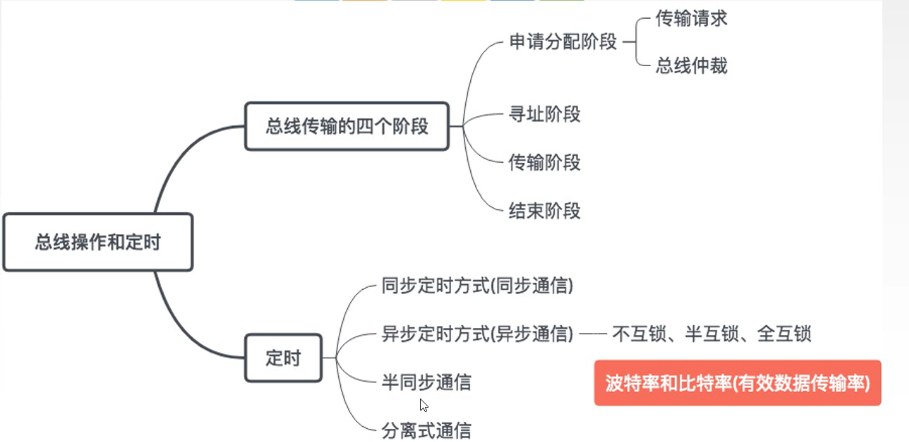 总线操作和定时
总线传输的四个阶段
申请分配阶段
传输请求
总线仲裁
寻址阶段
传输阶段
结束阶段
定时
同步定时方式(同步通信)
异步定时方式(异步通信)
不互锁、半互锁、全互锁
半同步通信
分离式通信
波特率和比特率(有效数据传输率)